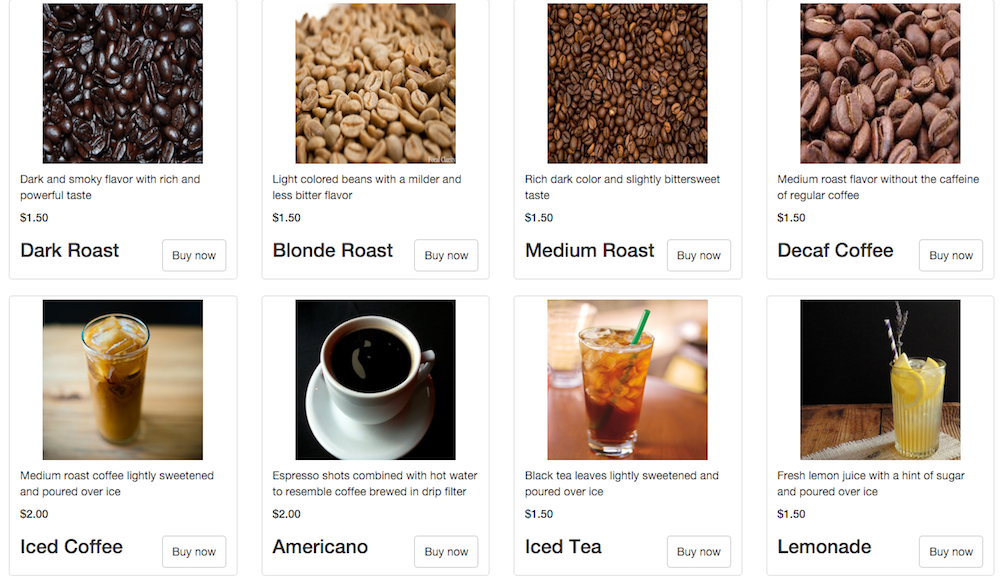 Dark and smoky flavor with rich and
powerful taste
$1.50
Dark Roast
Buy now
Light colored beans with a milder and
less bitter flavor
$1.50
Blonde Roast
Buy now
Rich dark color and slightly bittersweet
taste
$1.50
Medium Roast
Buy now
Medium roast flavor without the caffeine
of regular coffee
$1.50
Decaf Coffee
Buy now
Medium roast coffee lightly sweetened
and poured over ice
$2.00
Iced Coffee
Buy now
Espresso shots combined with hot water
to resemble coffee brewed in drip filter
$2.00
Americano
Buy now
Black tea leaves lightly sweetened and
poured over ice
$1.50
Iced Tea
Buy now
Fresh lemon juice with a hint of sugar
and poured over ice
$1.50
Lemonade
Buy now